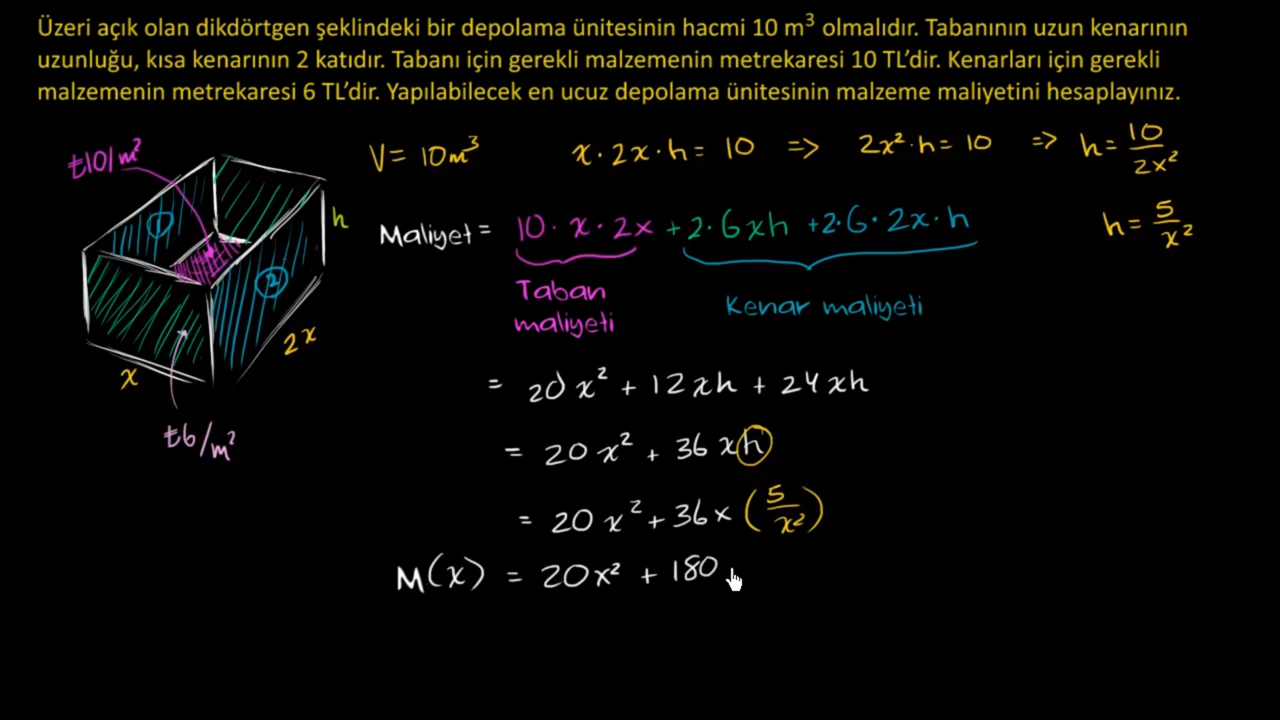 Üzeri açık olan dikdörtgen şeklindeki bir depolama ünitesinin hacmi 10 m³ olmalıdır. Tabanının uzun kenarının
uzunluğu, kısa kenarının 2 katıdır. Tabanı için gerekli malzemenin metrekaresi 10 TL'dir. Kenarları için gerekli
malzemenin metrekaresi 6 TL'dir. Yapılabilecek en ucuz depolama ünitesinin malzeme maliyetini hesaplayınız.
₺10/m²
V = 10m³
x · 2x · h = 10 => 2x² · h = 10 => h = 10/2x²
h = 5/x²
h
1
2
x
2x
₺6/m²
Maliyet = 10 · x · 2x + 2 · 6xh + 2 · 6 · 2x · h
Taban
maliyeti
Kenar maliyeti
= 20x² + 12xh + 24xh
= 20x² + 36xh
= 20x² + 36x (5/x²)
M(x) = 20x² + 180